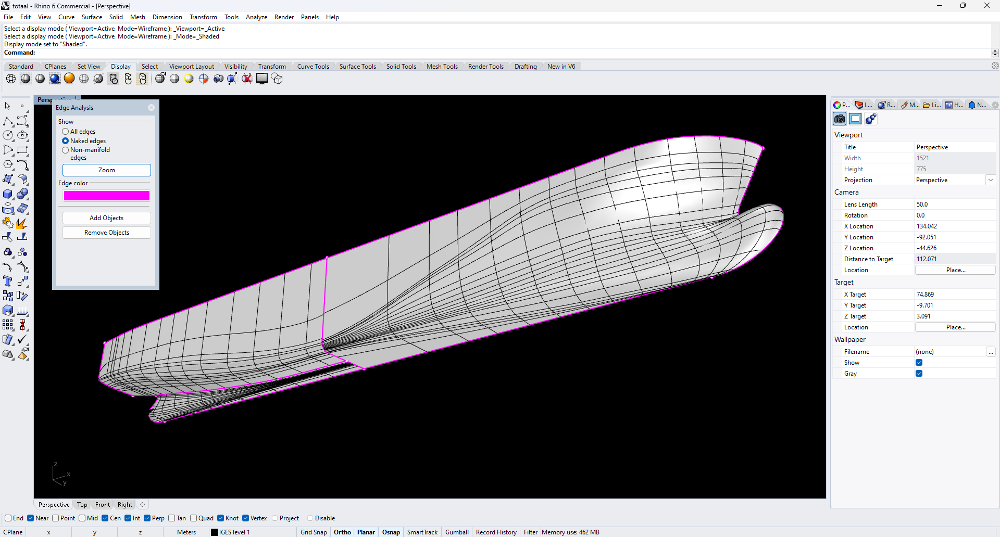 totaal - Rhino 6 Commercial - [Perspective]
File Edit View Curve Surface Solid Mesh Dimension Transform Tools Analyze Render Panels Help
Select a display mode ( Viewport=Active Mode=Wireframe ): _Viewport=_Active
Select a display mode ( Viewport=Active Mode=Wireframe ): _Mode=_Shaded
Display mode set to "Shaded".
Command:
Standard CPlanes Set View Display Select Viewport Layout Visibility Transform Curve Tools Surface Tools Solid Tools Mesh Tools Render Tools Drafting New in V6
Edge Analysis
Show
All edges
Naked edges
Non-manifold
edges
Zoom
Edge color
Add Objects
Remove Objects
z
x
y
P... L... R... M... Li... H... N...
Viewport
Title Perspective
Width 1521
Height 775
Projection Perspective
Camera
Lens Length 50.0
Rotation 0.0
X Location 134.042
Y Location -92.051
Z Location -44.626
Distance to Target 112.071
Location Place...
Target
X Target 74.869
Y Target -9.701
Z Target 3.091
Location Place...
Wallpaper
Filename (none) ...
Show
Gray
Perspective Top Front Right
End Near Point Mid Cen Int Perp Tan Quad Knot Vertex Project Disable
CPlane x y z Meters IGES level 1 Grid Snap Ortho Planar Osnap SmartTrack Gumball Record History Filter Memory use: 462 MB